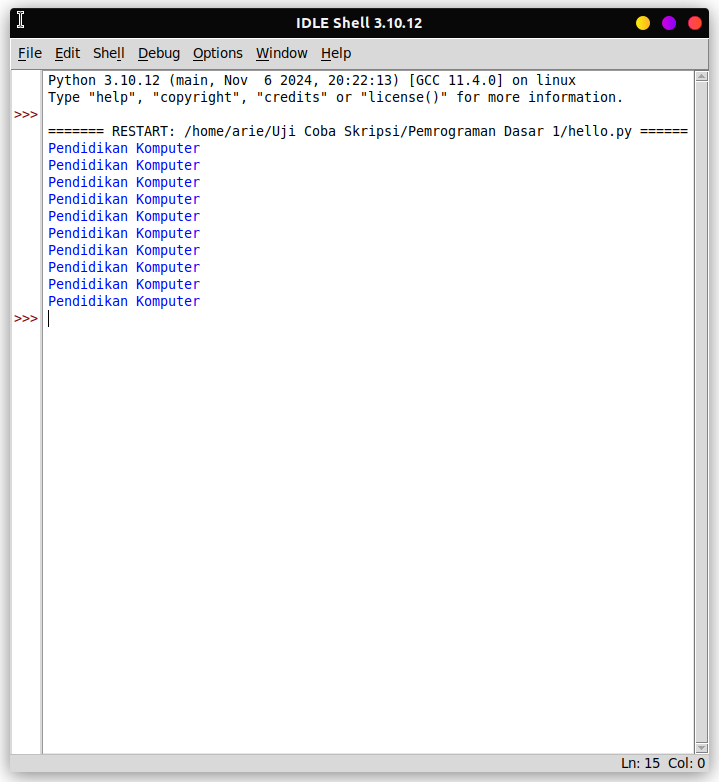 IDLE Shell 3.10.12
File Edit Shell Debug Options Window Help
Python 3.10.12 (main, Nov  6 2024, 20:22:13) [GCC 11.4.0] on linux
Type "help", "copyright", "credits" or "license()" for more information.
>>>
======= RESTART: /home/arie/Uji Coba Skripsi/Pemrograman Dasar 1/hello.py ======
Pendidikan Komputer
Pendidikan Komputer
Pendidikan Komputer
Pendidikan Komputer
Pendidikan Komputer
Pendidikan Komputer
Pendidikan Komputer
Pendidikan Komputer
Pendidikan Komputer
Pendidikan Komputer
>>>
Ln: 15 Col: 0